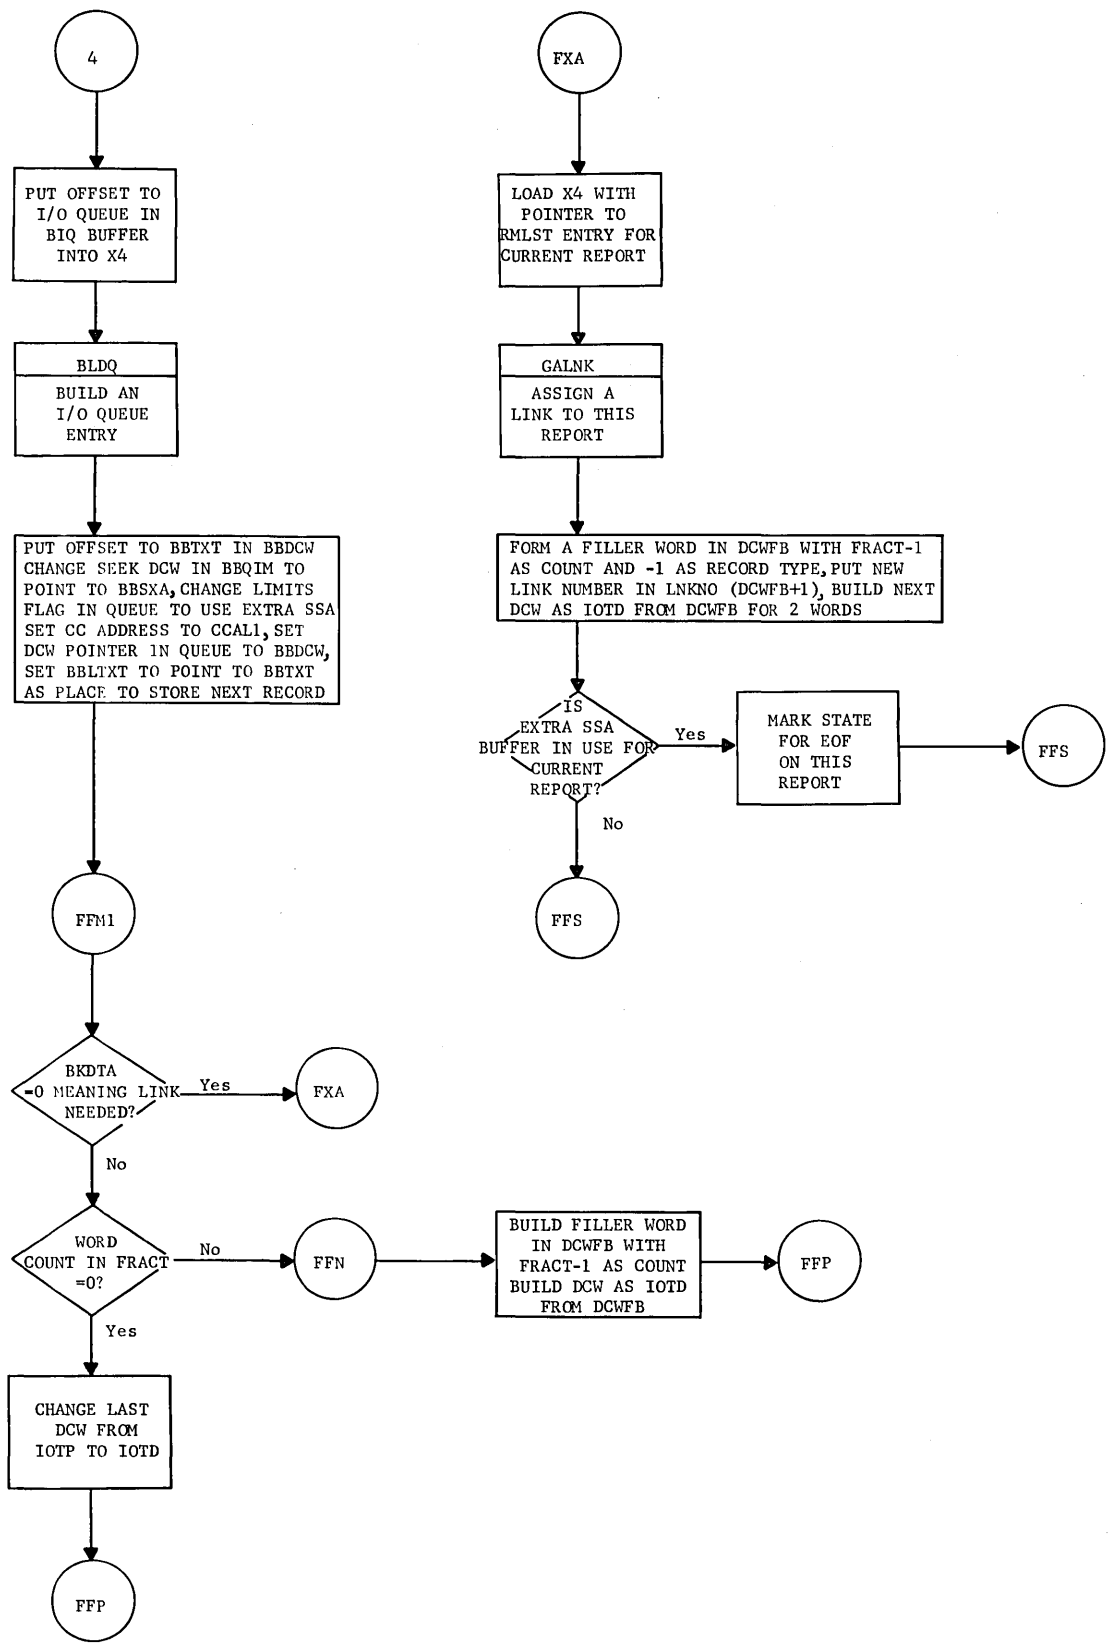 4
PUT OFFSET TO
I/O QUEUE IN
BIQ BUFFER
INTO X4
BLDQ
BUILD AN
I/O QUEUE
ENTRY
PUT OFFSET TO BBTXT IN BBDCW
CHANGE SEEK DCW IN BBQIM TO
POINT TO BBSXA, CHANGE LIMITS
FLAG IN QUEUE TO USE EXTRA SSA
SET CC ADDRESS TO CCAL1, SET
DCW POINTER IN QUEUE TO BBDCW,
SET BBLTXT TO POINT TO BBTXT
AS PLACE TO STORE NEXT RECORD
FFM1
BKDTA
=0 MEANING LINK
NEEDED?
Yes
FXA
No
WORD
COUNT IN FRACT
=0?
No
FFN
BUILD FILLER WORD
IN DCWFB WITH
FRACT-1 AS COUNT
BUILD DCW AS IOTD
FROM DCWFB
FFP
Yes
CHANGE LAST
DCW FROM
IOTP TO IOTD
FFP
FXA
LOAD X4 WITH
POINTER TO
RMLST ENTRY FOR
CURRENT REPORT
GALNK
ASSIGN A
LINK TO THIS
REPORT
FORM A FILLER WORD IN DCWFB WITH FRACT-1
AS COUNT AND -1 AS RECORD TYPE, PUT NEW
LINK NUMBER IN LNKNO (DCWFB+1), BUILD NEXT
DCW AS IOTD FROM DCWFB FOR 2 WORDS
IS
EXTRA SSA
BUFFER IN USE FOR
CURRENT
REPORT?
Yes
MARK STATE
FOR EOF
ON THIS
REPORT
FFS
No
FFS